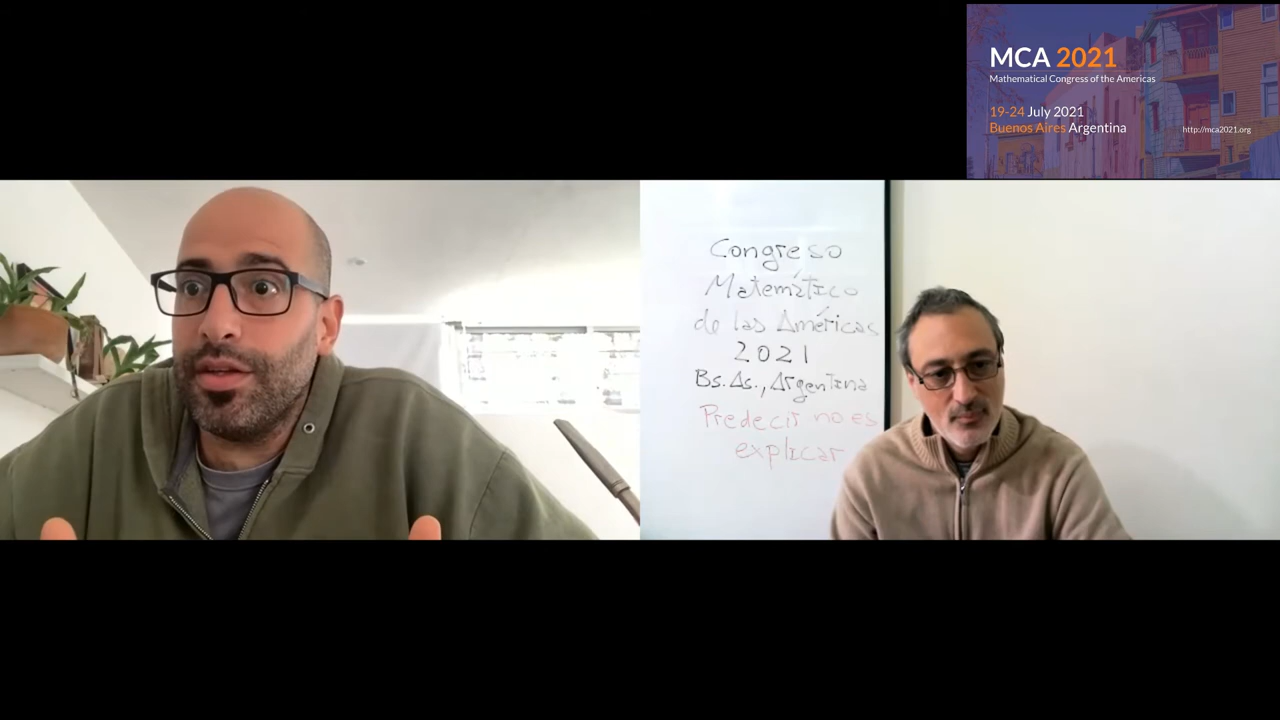 MCA 2021
Mathematical Congress of the Americas
19-24 July 2021
Buenos Aires Argentina
http://mca2021.org
Congreso
Matemático
de las Américas
2021
Bs. As., Argentina
Predecir no es
explicar